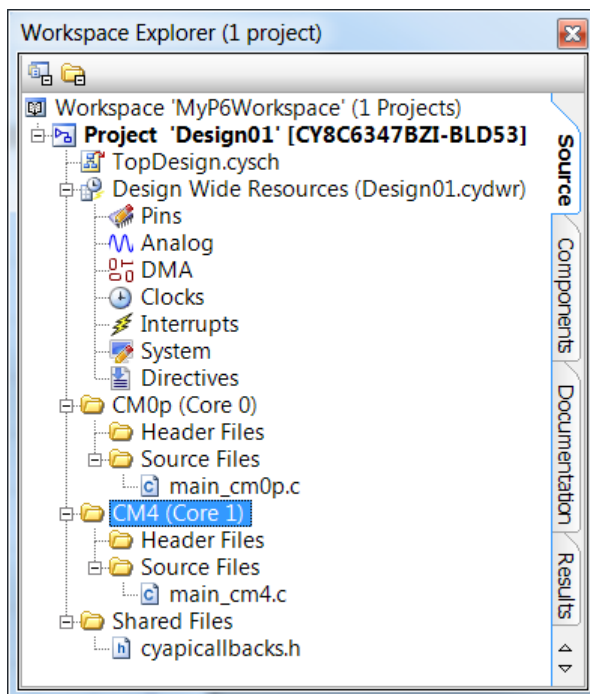 Workspace Explorer (1 project)
Workspace 'MyP6Workspace' (1 Projects)
Project 'Design01' [CY8C6347BZI-BLD53]
TopDesign.cysch
Design Wide Resources (Design01.cydwr)
Pins
Analog
DMA
Clocks
Interrupts
System
Directives
CM0p (Core 0)
Header Files
Source Files
main_cm0p.c
CM4 (Core 1)
Header Files
Source Files
main_cm4.c
Shared Files
cyapicallbacks.h
Source
Components
Documentation
Results